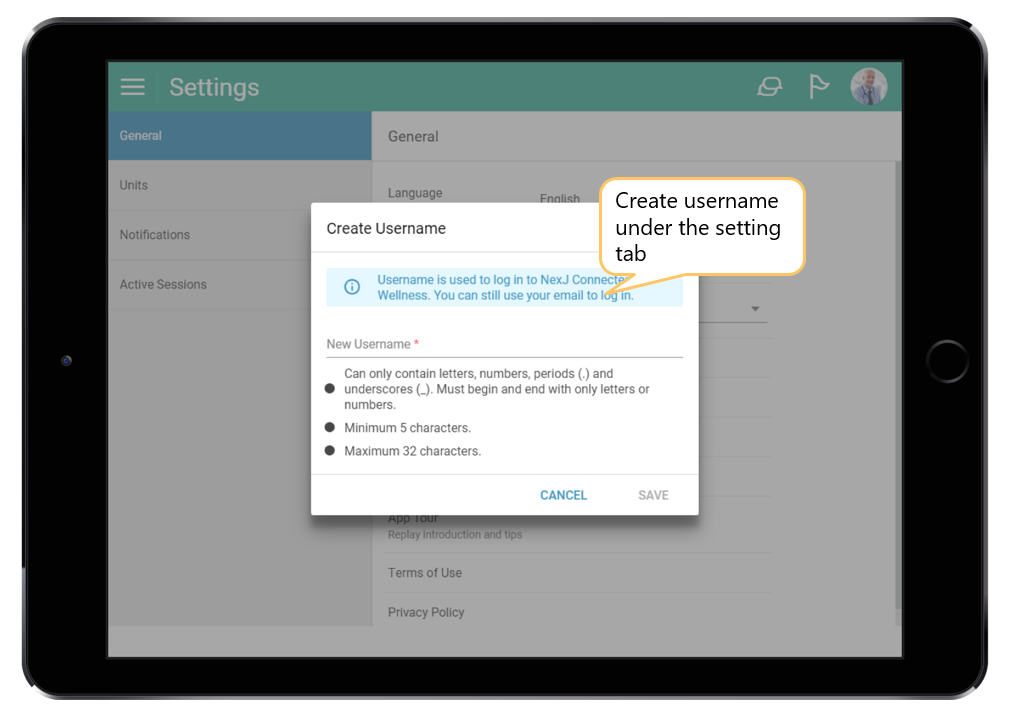 Settings
General
General
Units
Language
English
Notifications
Active Sessions
Create Username
Create username
under the setting
tab
Username is used to log in to NexJ Connecte
Wellness. You can still use your email to log in.
New Username *
Can only contain letters, numbers, periods (.) and
underscores (_). Must begin and end with only letters or
numbers.
Minimum 5 characters.
Maximum 32 characters.
CANCEL SAVE
App Tour
Replay introduction and tips
Terms of Use
Privacy Policy